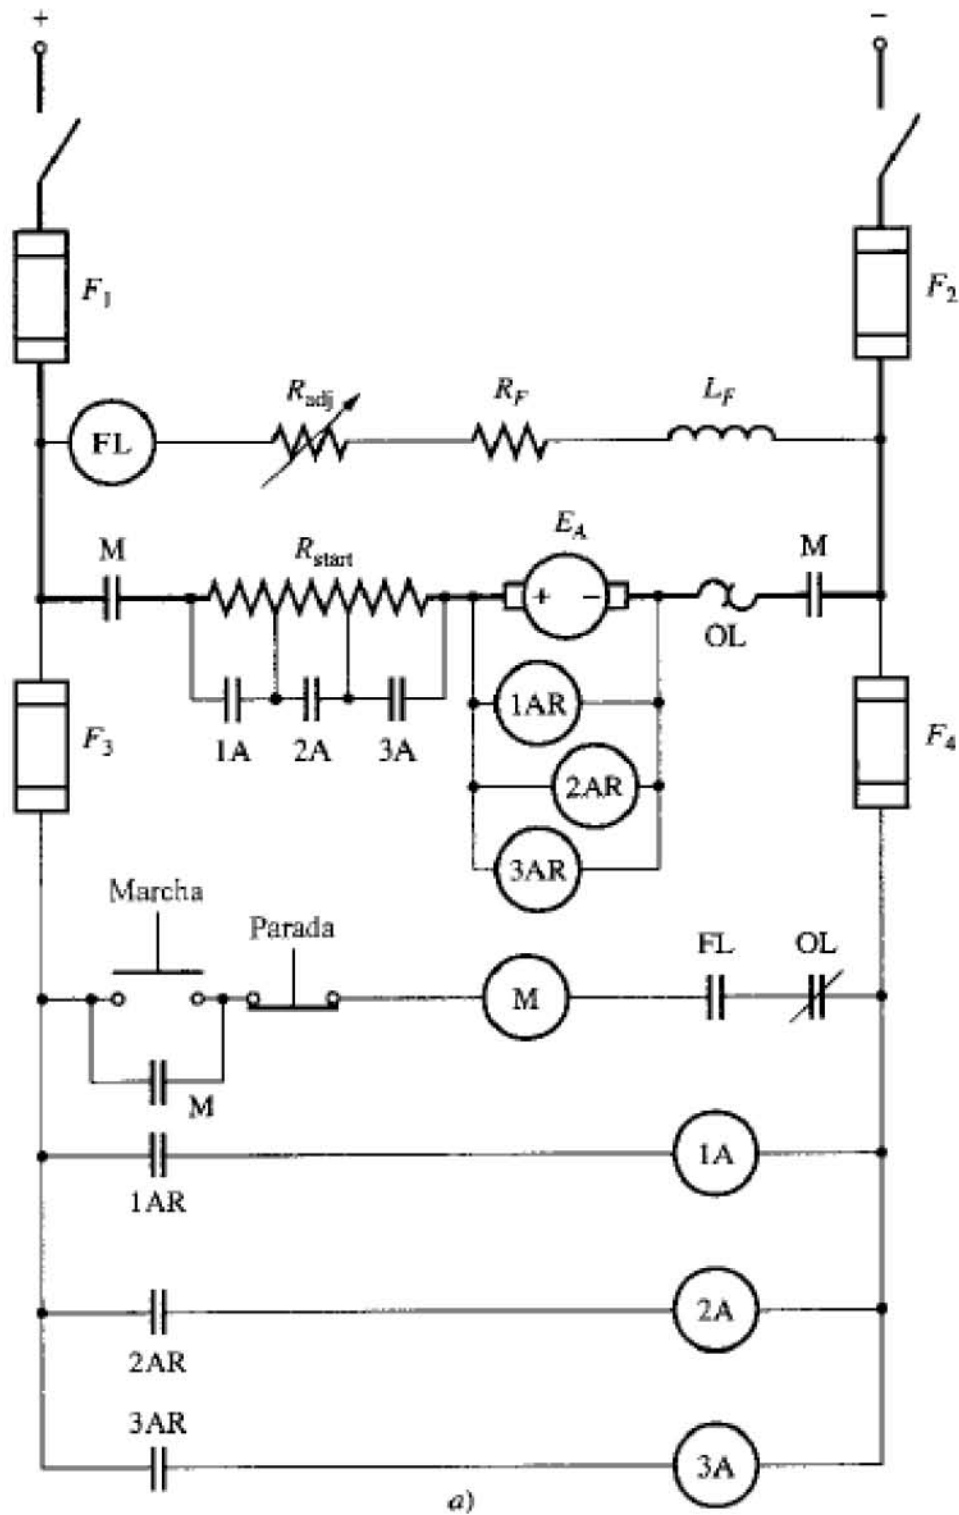 + −
F1 F2
Radj RF LF
FL
M Rstart EA M
+ −
OL
1AR
F3 1A 2A 3A F4
2AR
3AR
Marcha
Parada FL OL
M
M
1A
1AR
2A
2AR
3AR
3A
a)